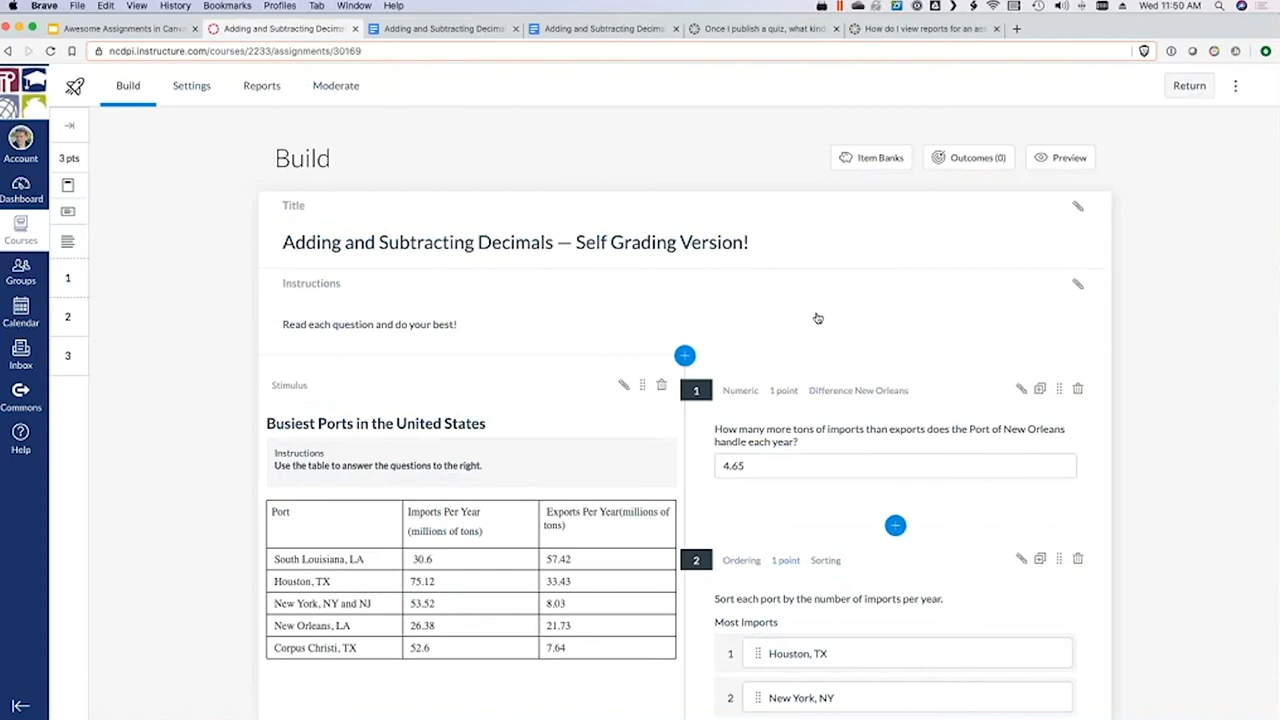 Brave File Edit View History Bookmarks Profiles Tab Window Help Wed 11:50 AM
Awesome Assignments in Can Adding and Subtracting Decimals Adding and Subtracting Decimal Adding and Subtracting Decima Once I publish a quiz, what kind How do I view reports for an as
ncdpi.instructure.com/courses/2233/assignments/30169
Build Settings Reports Moderate Return
Account
Dashboard
Courses
Groups
Calendar
Inbox
Commons
Help
3 pts
1
2
3
Build
Item Banks Outcomes (0) Preview
Title
Adding and Subtracting Decimals — Self Grading Version!
Instructions
Read each question and do your best!
Stimulus
Busiest Ports in the United States
Instructions
Use the table to answer the questions to the right.
Port Imports Per Year Exports Per Year(millions of
(millions of tons) tons)
South Louisiana, LA 30.6 57.42
Houston, TX 75.12 33.43
New York, NY and NJ 53.52 8.03
New Orleans, LA 26.38 21.73
Corpus Christi, TX 52.6 7.64
1 Numeric 1 point Difference New Orleans
How many more tons of imports than exports does the Port of New Orleans
handle each year?
4.65
2 Ordering 1 point Sorting
Sort each port by the number of imports per year.
Most Imports
1 Houston, TX
2 New York, NY